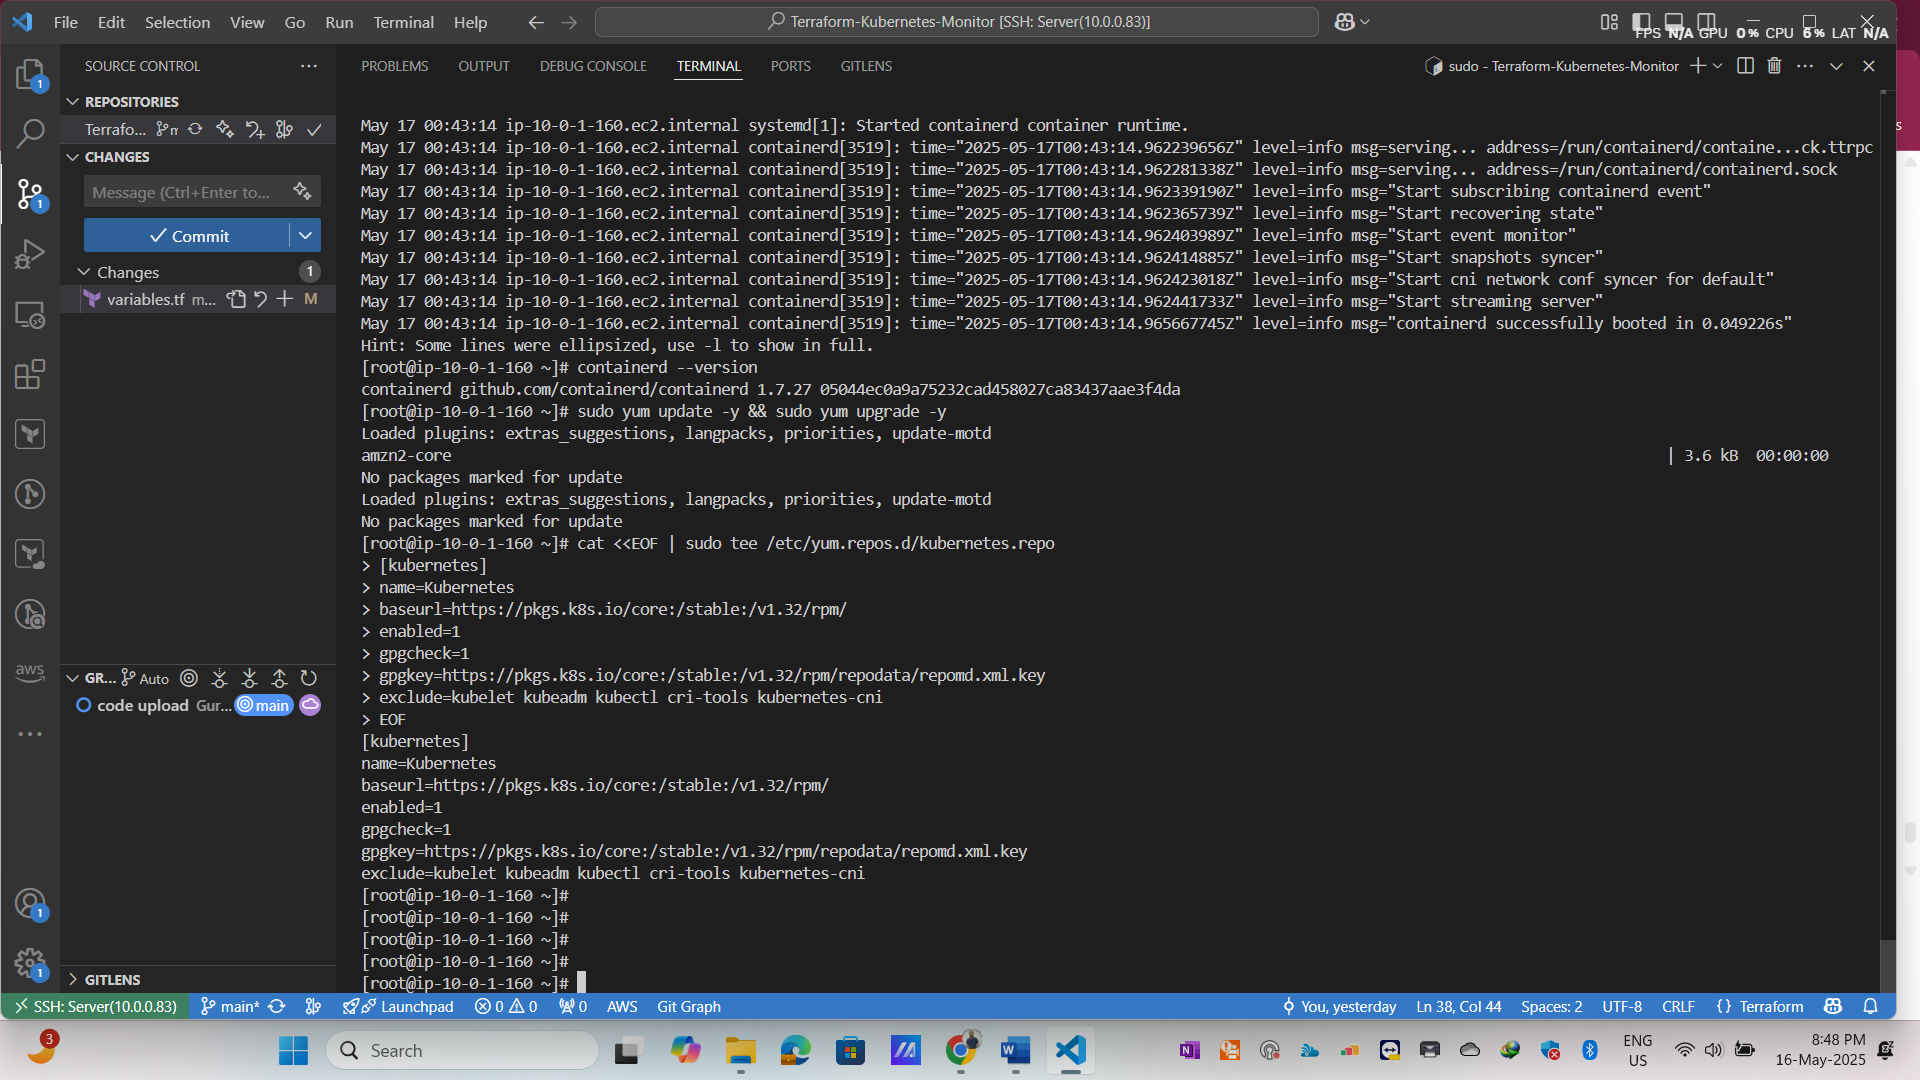 File Edit Selection View Go Run Terminal Help
Terraform-Kubernetes-Monitor [SSH: Server(10.0.0.83)]
FPS N/A GPU 0% CPU 6% LAT N/A
SOURCE CONTROL
PROBLEMS OUTPUT DEBUG CONSOLE TERMINAL PORTS GITLENS
sudo - Terraform-Kubernetes-Monitor
REPOSITORIES
Terrafo...
CHANGES
Message (Ctrl+Enter to...
Commit
Changes 1
variables.tf m... M
May 17 00:43:14 ip-10-0-1-160.ec2.internal systemd[1]: Started containerd container runtime.
May 17 00:43:14 ip-10-0-1-160.ec2.internal containerd[3519]: time="2025-05-17T00:43:14.962239656Z" level=info msg=serving... address=/run/containerd/containe...ck.ttrpc
May 17 00:43:14 ip-10-0-1-160.ec2.internal containerd[3519]: time="2025-05-17T00:43:14.962281338Z" level=info msg=serving... address=/run/containerd/containerd.sock
May 17 00:43:14 ip-10-0-1-160.ec2.internal containerd[3519]: time="2025-05-17T00:43:14.962339190Z" level=info msg="Start subscribing containerd event"
May 17 00:43:14 ip-10-0-1-160.ec2.internal containerd[3519]: time="2025-05-17T00:43:14.962365739Z" level=info msg="Start recovering state"
May 17 00:43:14 ip-10-0-1-160.ec2.internal containerd[3519]: time="2025-05-17T00:43:14.962403989Z" level=info msg="Start event monitor"
May 17 00:43:14 ip-10-0-1-160.ec2.internal containerd[3519]: time="2025-05-17T00:43:14.962414885Z" level=info msg="Start snapshots syncer"
May 17 00:43:14 ip-10-0-1-160.ec2.internal containerd[3519]: time="2025-05-17T00:43:14.962423018Z" level=info msg="Start cni network conf syncer for default"
May 17 00:43:14 ip-10-0-1-160.ec2.internal containerd[3519]: time="2025-05-17T00:43:14.962441733Z" level=info msg="Start streaming server"
May 17 00:43:14 ip-10-0-1-160.ec2.internal containerd[3519]: time="2025-05-17T00:43:14.965667745Z" level=info msg="containerd successfully booted in 0.049226s"
Hint: Some lines were ellipsized, use -l to show in full.
[root@ip-10-0-1-160 ~]# containerd --version
containerd github.com/containerd/containerd 1.7.27 05044ec0a9a75232cad458027ca83437aae3f4da
[root@ip-10-0-1-160 ~]# sudo yum update -y && sudo yum upgrade -y
Loaded plugins: extras_suggestions, langpacks, priorities, update-motd
amzn2-core | 3.6 kB 00:00:00
No packages marked for update
Loaded plugins: extras_suggestions, langpacks, priorities, update-motd
No packages marked for update
[root@ip-10-0-1-160 ~]# cat <<EOF | sudo tee /etc/yum.repos.d/kubernetes.repo
> [kubernetes]
> name=Kubernetes
> baseurl=https://pkgs.k8s.io/core:/stable:/v1.32/rpm/
> enabled=1
> gpgcheck=1
> gpgkey=https://pkgs.k8s.io/core:/stable:/v1.32/rpm/repodata/repomd.xml.key
> exclude=kubelet kubeadm kubectl cri-tools kubernetes-cni
> EOF
[kubernetes]
name=Kubernetes
baseurl=https://pkgs.k8s.io/core:/stable:/v1.32/rpm/
enabled=1
gpgcheck=1
gpgkey=https://pkgs.k8s.io/core:/stable:/v1.32/rpm/repodata/repomd.xml.key
exclude=kubelet kubeadm kubectl cri-tools kubernetes-cni
[root@ip-10-0-1-160 ~]#
[root@ip-10-0-1-160 ~]#
[root@ip-10-0-1-160 ~]#
[root@ip-10-0-1-160 ~]#
[root@ip-10-0-1-160 ~]#
aws
GR... Auto
code upload Gur... main
GITLENS
SSH: Server(10.0.0.83) main* Launchpad 0 0 0 AWS Git Graph
You, yesterday Ln 38, Col 44 Spaces: 2 UTF-8 CRLF {} Terraform
3
Search
ENG
US
8:48 PM
16-May-2025